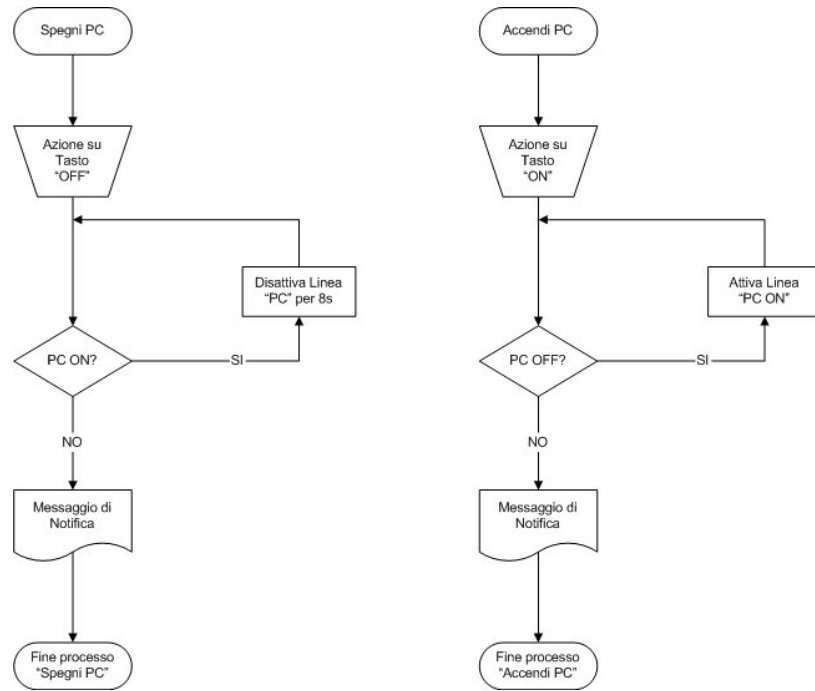 Spegni PC
Azione su
Tasto
“OFF”
Disattiva Linea
“PC” per 8s
PC ON?
SI
NO
Messaggio di
Notifica
Fine processo
“Spegni PC”
Accendi PC
Azione su
Tasto
“ON”
Attiva Linea
“PC ON”
PC OFF?
SI
NO
Messaggio di
Notifica
Fine processo
“Accendi PC”